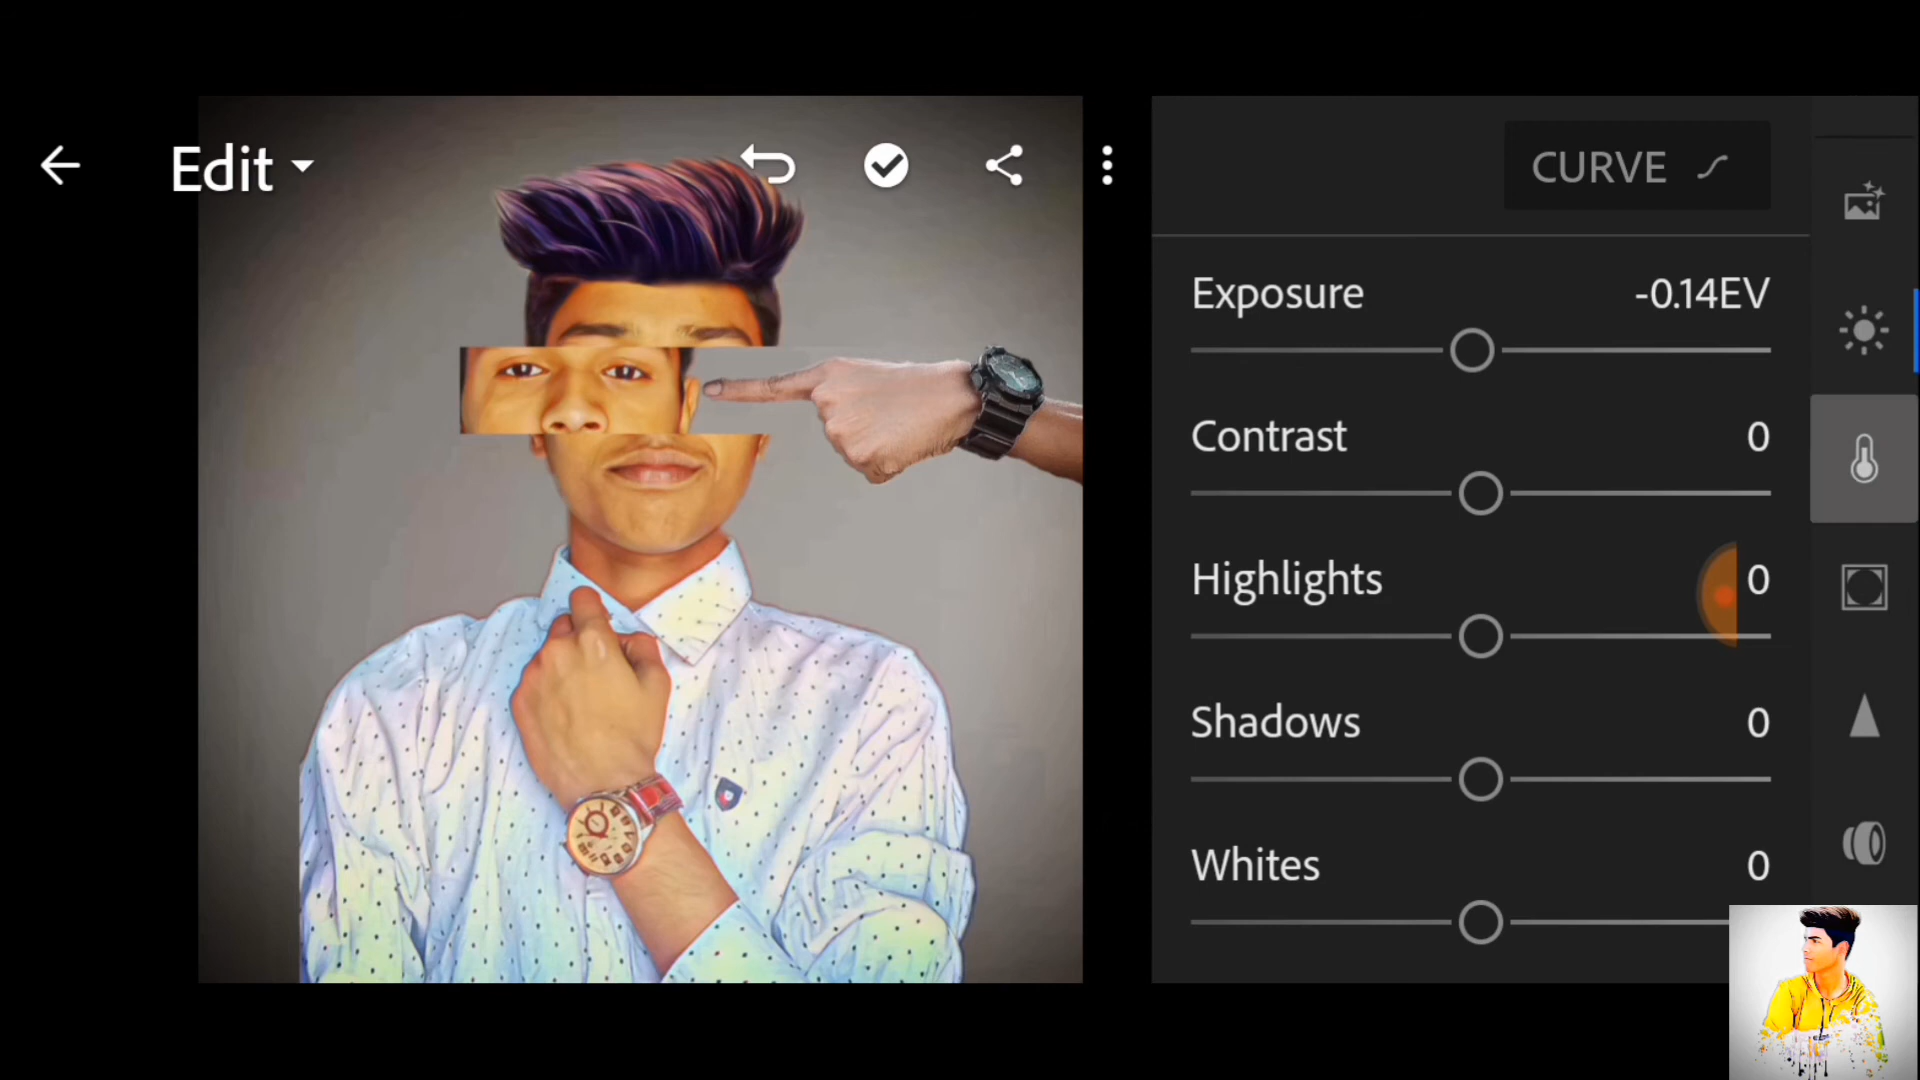 Edit
CURVE
Exposure -0.14EV
Contrast 0
Highlights 0
Shadows 0
Whites 0